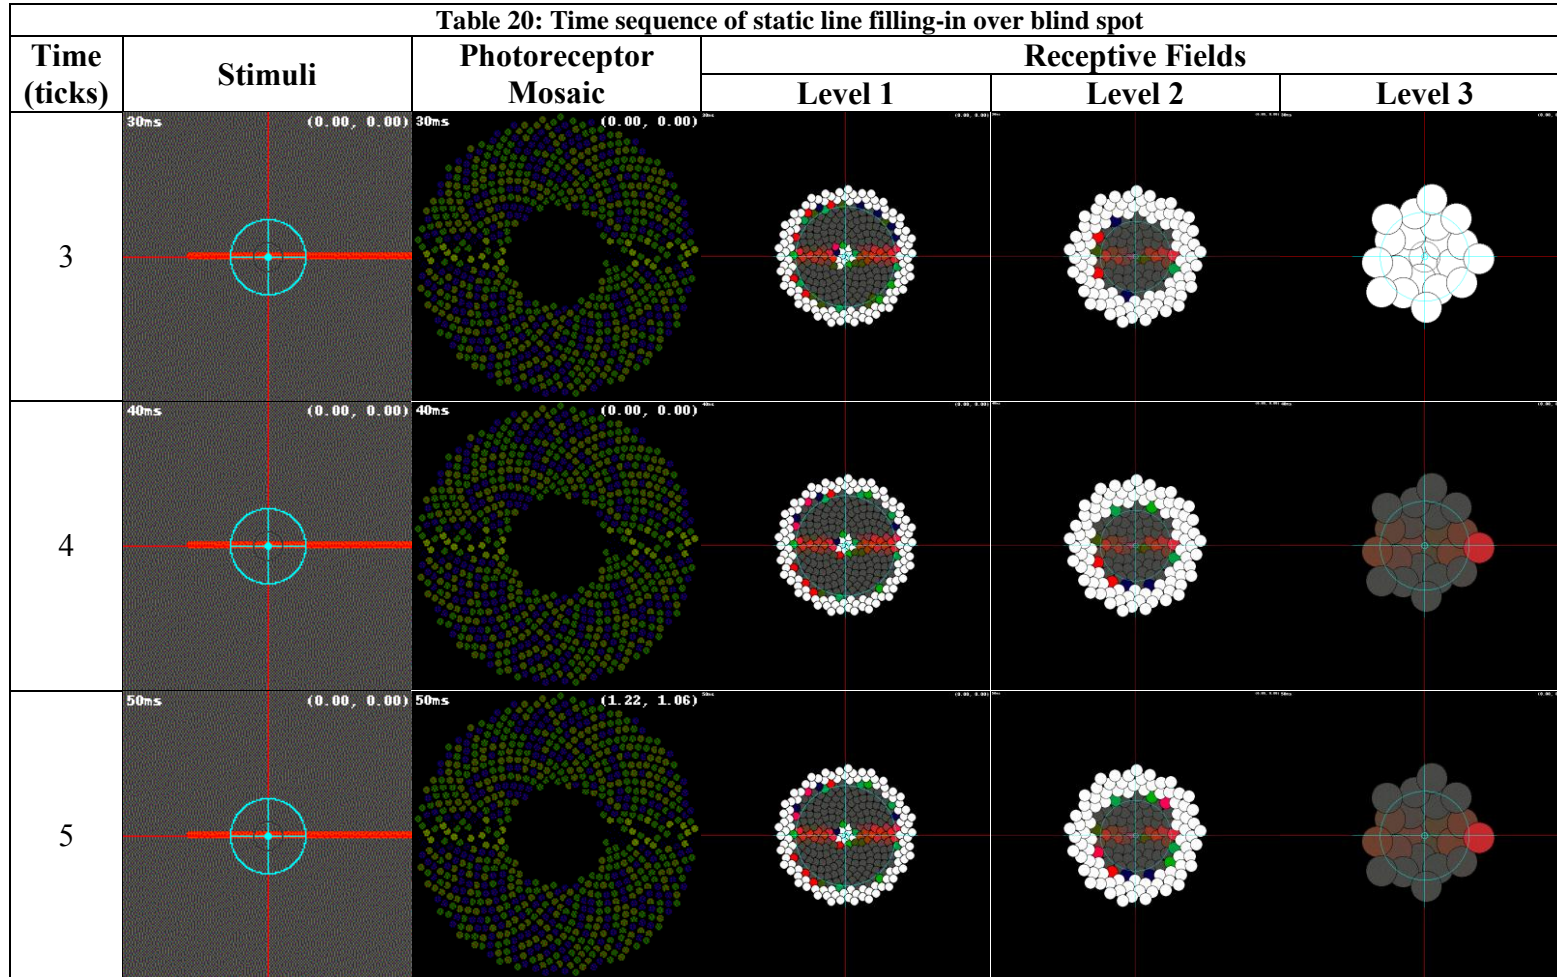 Table 20: Time sequence of static line filling-in over blind spot
Time (ticks) Stimuli Photoreceptor Mosaic Receptive Fields
Level 1 Level 2 Level 3
3
30ms (0.00, 0.00) 30ms (0.00, 0.00)
4
40ms (0.00, 0.00) 40ms (0.00, 0.00)
5
50ms (0.00, 0.00) 50ms (1.22, 1.06)